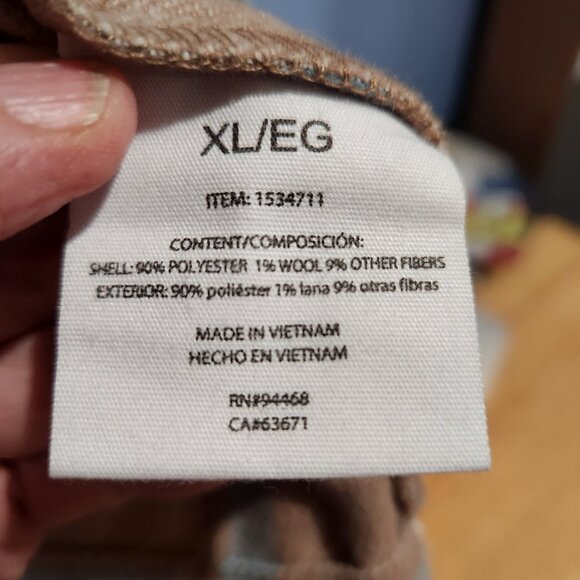 XL/EG
ITEM: 1534711
CONTENT/COMPOSICIÓN:
SHELL: 90% POLYESTER 1% WOOL 9% OTHER FIBERS
EXTERIOR: 90% poliéster 1% lana 9% otras fibras
MADE IN VIETNAM
HECHO EN VIETNAM
RN#94468
CA#63671